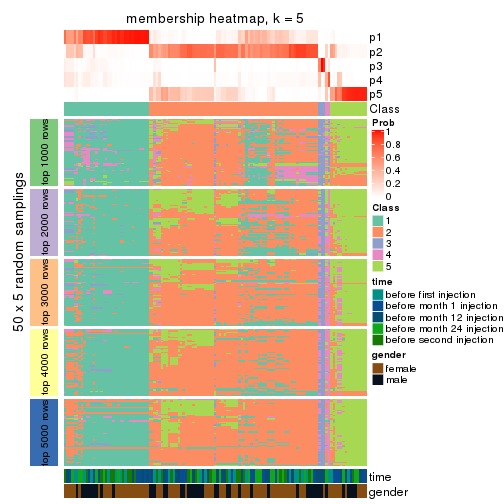 membership heatmap, k = 5
p1
p2
p3
p4
p5
Class
50 x 5 random samplings
top 1000 rows
top 2000 rows
top 3000 rows
top 4000 rows
top 5000 rows
time
gender
Prob
1
0.8
0.6
0.4
0.2
0
Class
1
2
3
4
5
time
before first injection
before month 1 injection
before month 12 injection
before month 24 injection
before second injection
gender
female
male